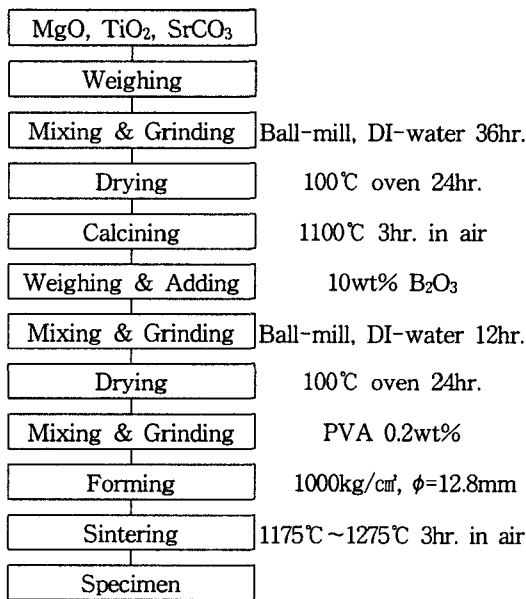 MgO, TiO₂, SrCO₃
Weighing
Mixing & Grinding Ball-mill, DI-water 36hr.
Drying 100℃ oven 24hr.
Calcining 1100℃ 3hr. in air
Weighing & Adding 10wt% B₂O₃
Mixing & Grinding Ball-mill, DI-water 12hr.
Drying 100℃ oven 24hr.
Mixing & Grinding PVA 0.2wt%
Forming 1000kg/㎠, ϕ=12.8mm
Sintering 1175℃~1275℃ 3hr. in air
Specimen